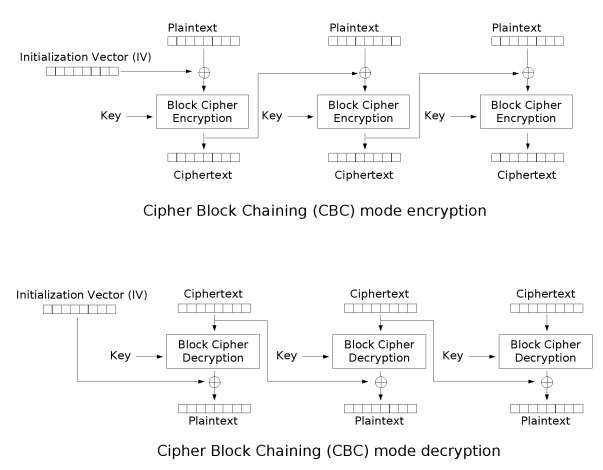 Plaintext Plaintext Plaintext
Initialization Vector (IV)
Key Block Cipher Encryption Key Block Cipher Encryption Key Block Cipher Encryption
Ciphertext Ciphertext Ciphertext
Cipher Block Chaining (CBC) mode encryption
Initialization Vector (IV) Ciphertext Ciphertext Ciphertext
Key Block Cipher Decryption Key Block Cipher Decryption Key Block Cipher Decryption
Plaintext Plaintext Plaintext
Cipher Block Chaining (CBC) mode decryption